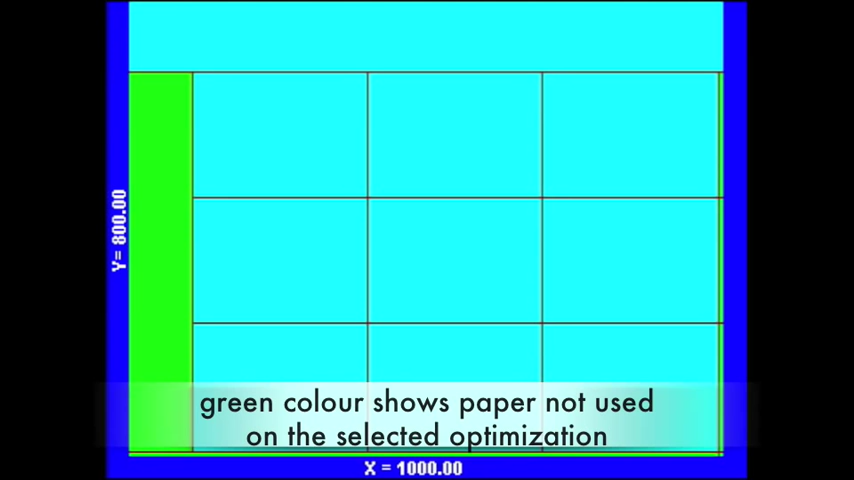 Y= 800.00
green colour shows paper not used
on the selected optimization
X = 1000.00